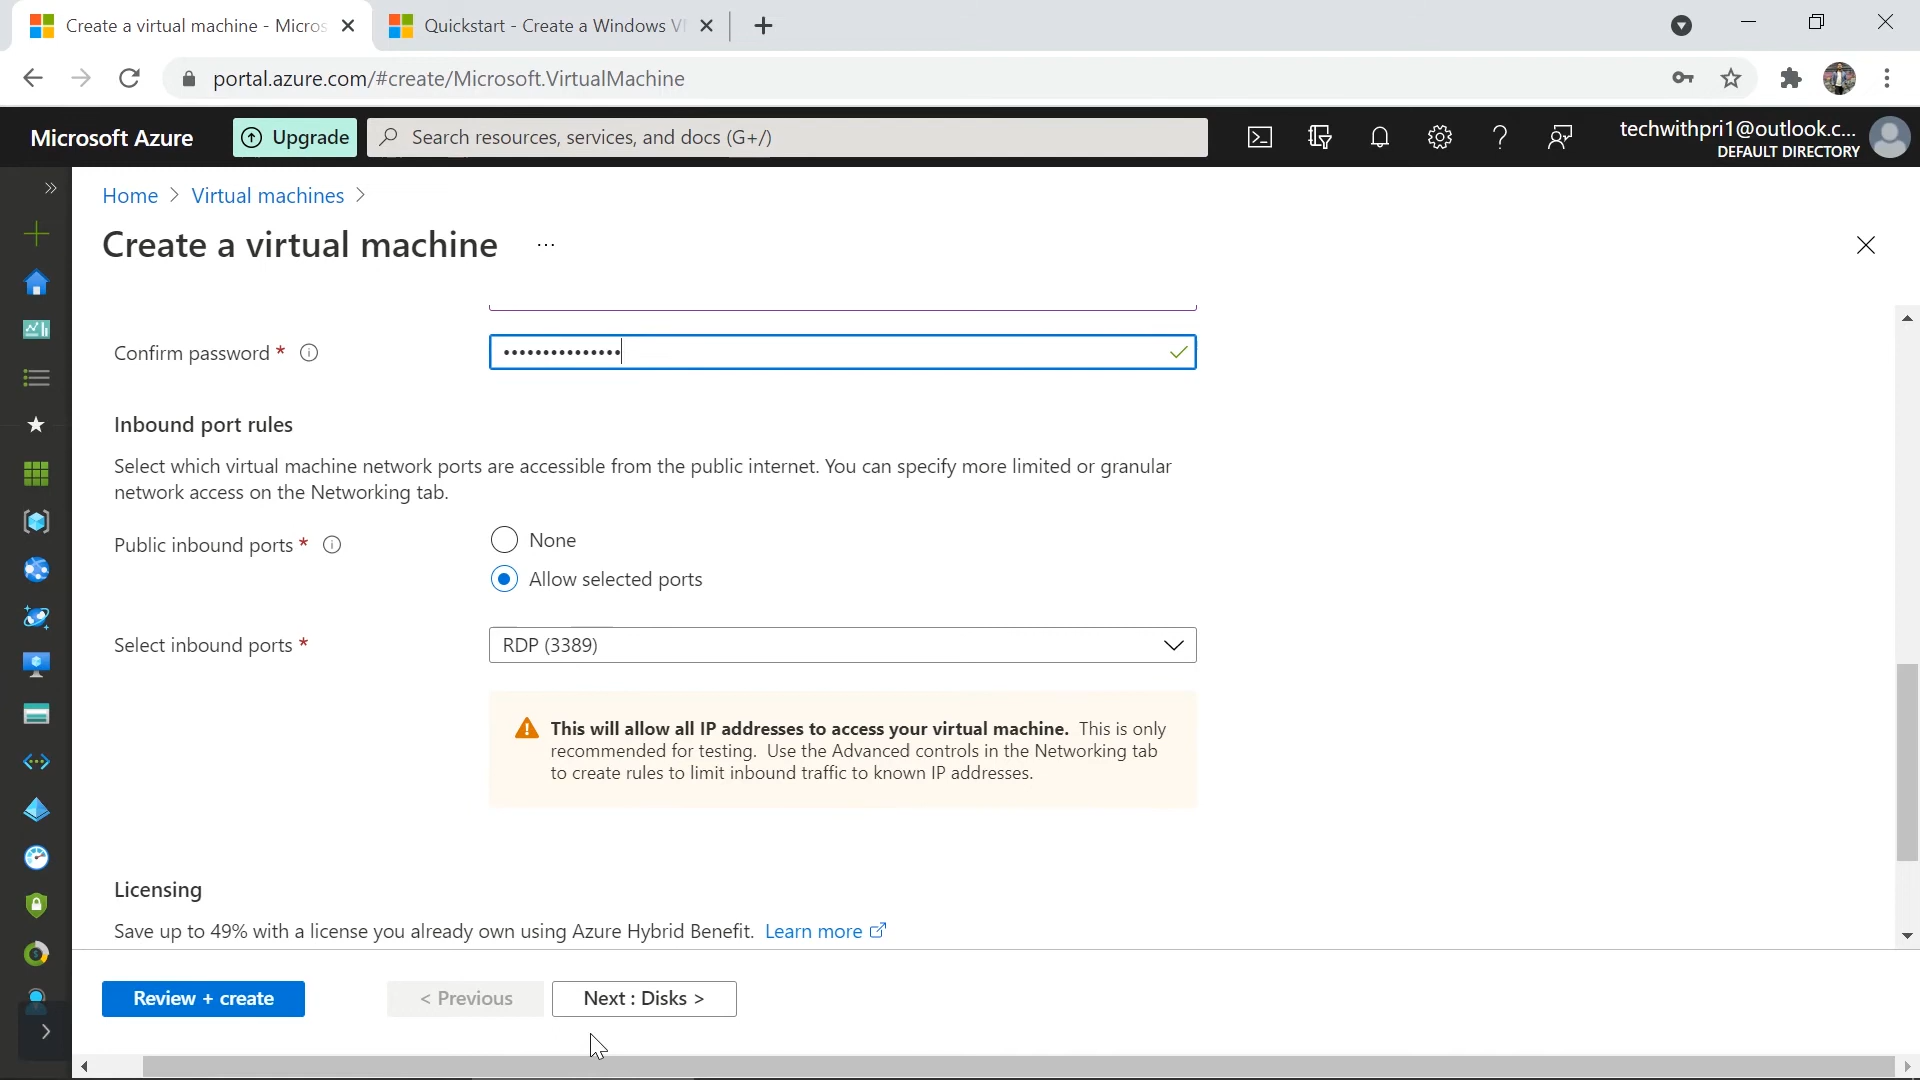 Create a virtual machine - Micros
Quickstart - Create a Windows V
portal.azure.com/#create/Microsoft.VirtualMachine
Microsoft Azure
Upgrade
Search resources, services, and docs (G+/)
techwithpri1@outlook.c...
DEFAULT DIRECTORY
Home > Virtual machines >
Create a virtual machine ...
Confirm password * •••••••••••••••
Inbound port rules
Select which virtual machine network ports are accessible from the public internet. You can specify more limited or granular
network access on the Networking tab.
Public inbound ports *
None
Allow selected ports
Select inbound ports * RDP (3389)
This will allow all IP addresses to access your virtual machine. This is only
recommended for testing. Use the Advanced controls in the Networking tab
to create rules to limit inbound traffic to known IP addresses.
Licensing
Save up to 49% with a license you already own using Azure Hybrid Benefit. Learn more
Review + create
< Previous
Next : Disks >